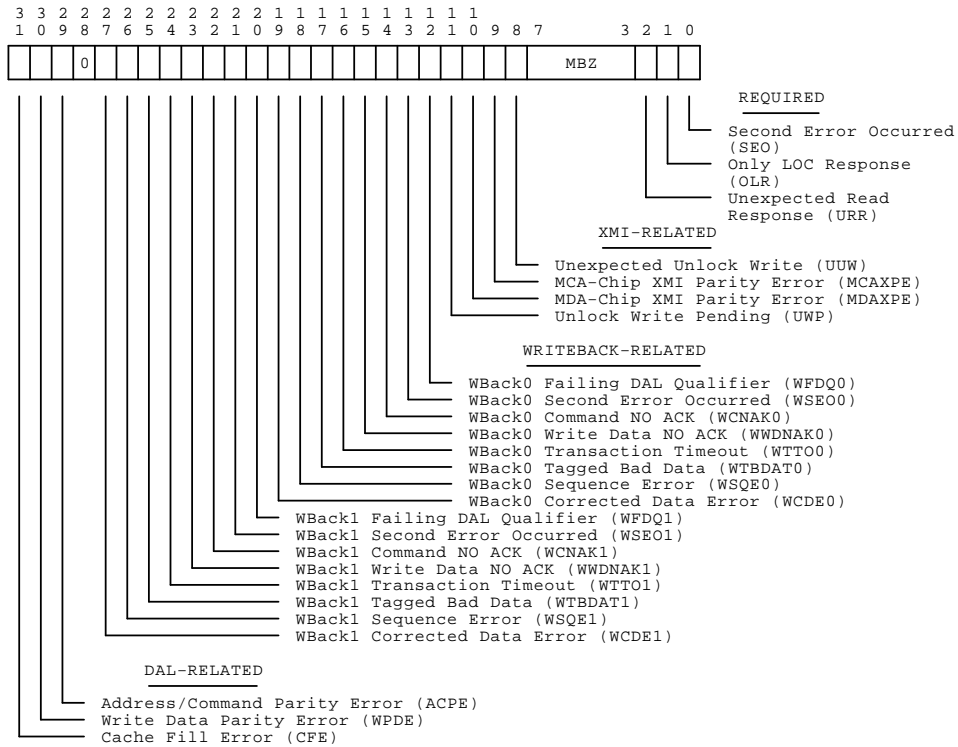 3 3 2 2 2 2 2 2 2 2 2 2 1 1 1 1 1 1 1 1 1 1
1 0 9 8 7 6 5 4 3 2 1 0 9 8 7 6 5 4 3 2 1 0 9 8 7 3 2 1 0
0 MBZ
REQUIRED
Second Error Occurred
(SEO)
Only LOC Response
(OLR)
Unexpected Read
Response (URR)
XMI-RELATED
Unexpected Unlock Write (UUW)
MCA-Chip XMI Parity Error (MCAXPE)
MDA-Chip XMI Parity Error (MDAXPE)
Unlock Write Pending (UWP)
WRITEBACK-RELATED
WBack0 Failing DAL Qualifier (WFDQ0)
WBack0 Second Error Occurred (WSEO0)
WBack0 Command NO ACK (WCNAK0)
WBack0 Write Data NO ACK (WWDNAK0)
WBack0 Transaction Timeout (WTTO0)
WBack0 Tagged Bad Data (WTBDAT0)
WBack0 Sequence Error (WSQE0)
WBack0 Corrected Data Error (WCDE0)
WBack1 Failing DAL Qualifier (WFDQ1)
WBack1 Second Error Occurred (WSEO1)
WBack1 Command NO ACK (WCNAK1)
WBack1 Write Data NO ACK (WWDNAK1)
WBack1 Transaction Timeout (WTTO1)
WBack1 Tagged Bad Data (WTBDAT1)
WBack1 Sequence Error (WSQE1)
WBack1 Corrected Data Error (WCDE1)
DAL-RELATED
Address/Command Parity Error (ACPE)
Write Data Parity Error (WPDE)
Cache Fill Error (CFE)